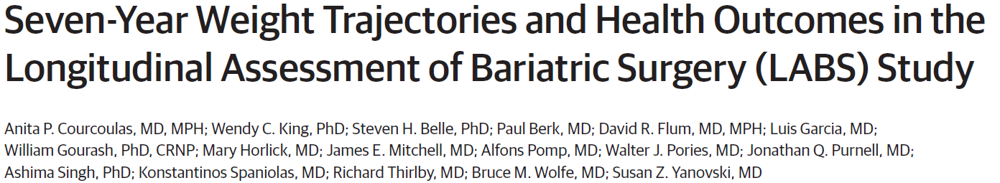 Seven-Year Weight Trajectories and Health Outcomes in the
Longitudinal Assessment of Bariatric Surgery (LABS) Study
Anita P. Courcoulas, MD, MPH; Wendy C. King, PhD; Steven H. Belle, PhD; Paul Berk, MD; David R. Flum, MD, MPH; Luis Garcia, MD;
William Gourash, PhD, CRNP; Mary Horlick, MD; James E. Mitchell, MD; Alfons Pomp, MD; Walter J. Pories, MD; Jonathan Q. Purnell, MD;
Ashima Singh, PhD; Konstantinos Spaniolas, MD; Richard Thirlby, MD; Bruce M. Wolfe, MD; Susan Z. Yanovski, MD